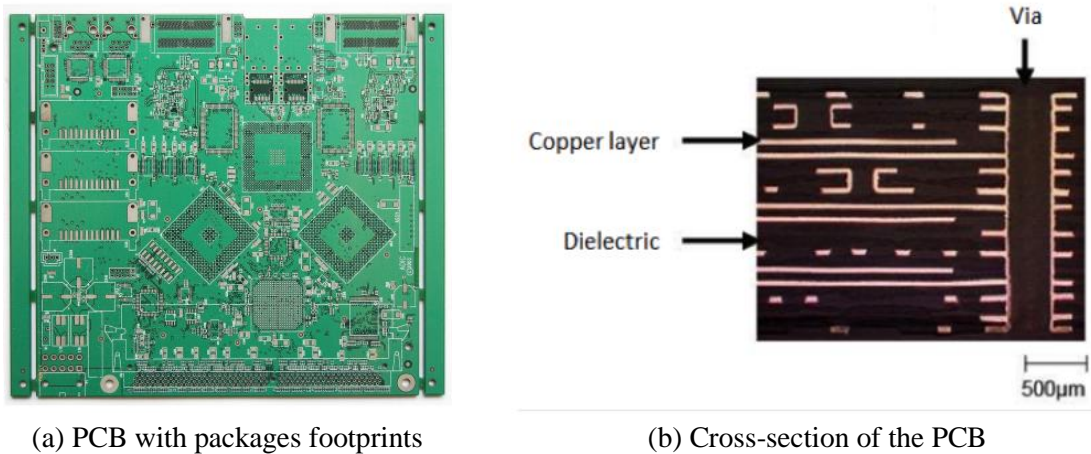 Via
Copper layer
Dielectric
500µm
(a) PCB with packages footprints
(b) Cross-section of the PCB